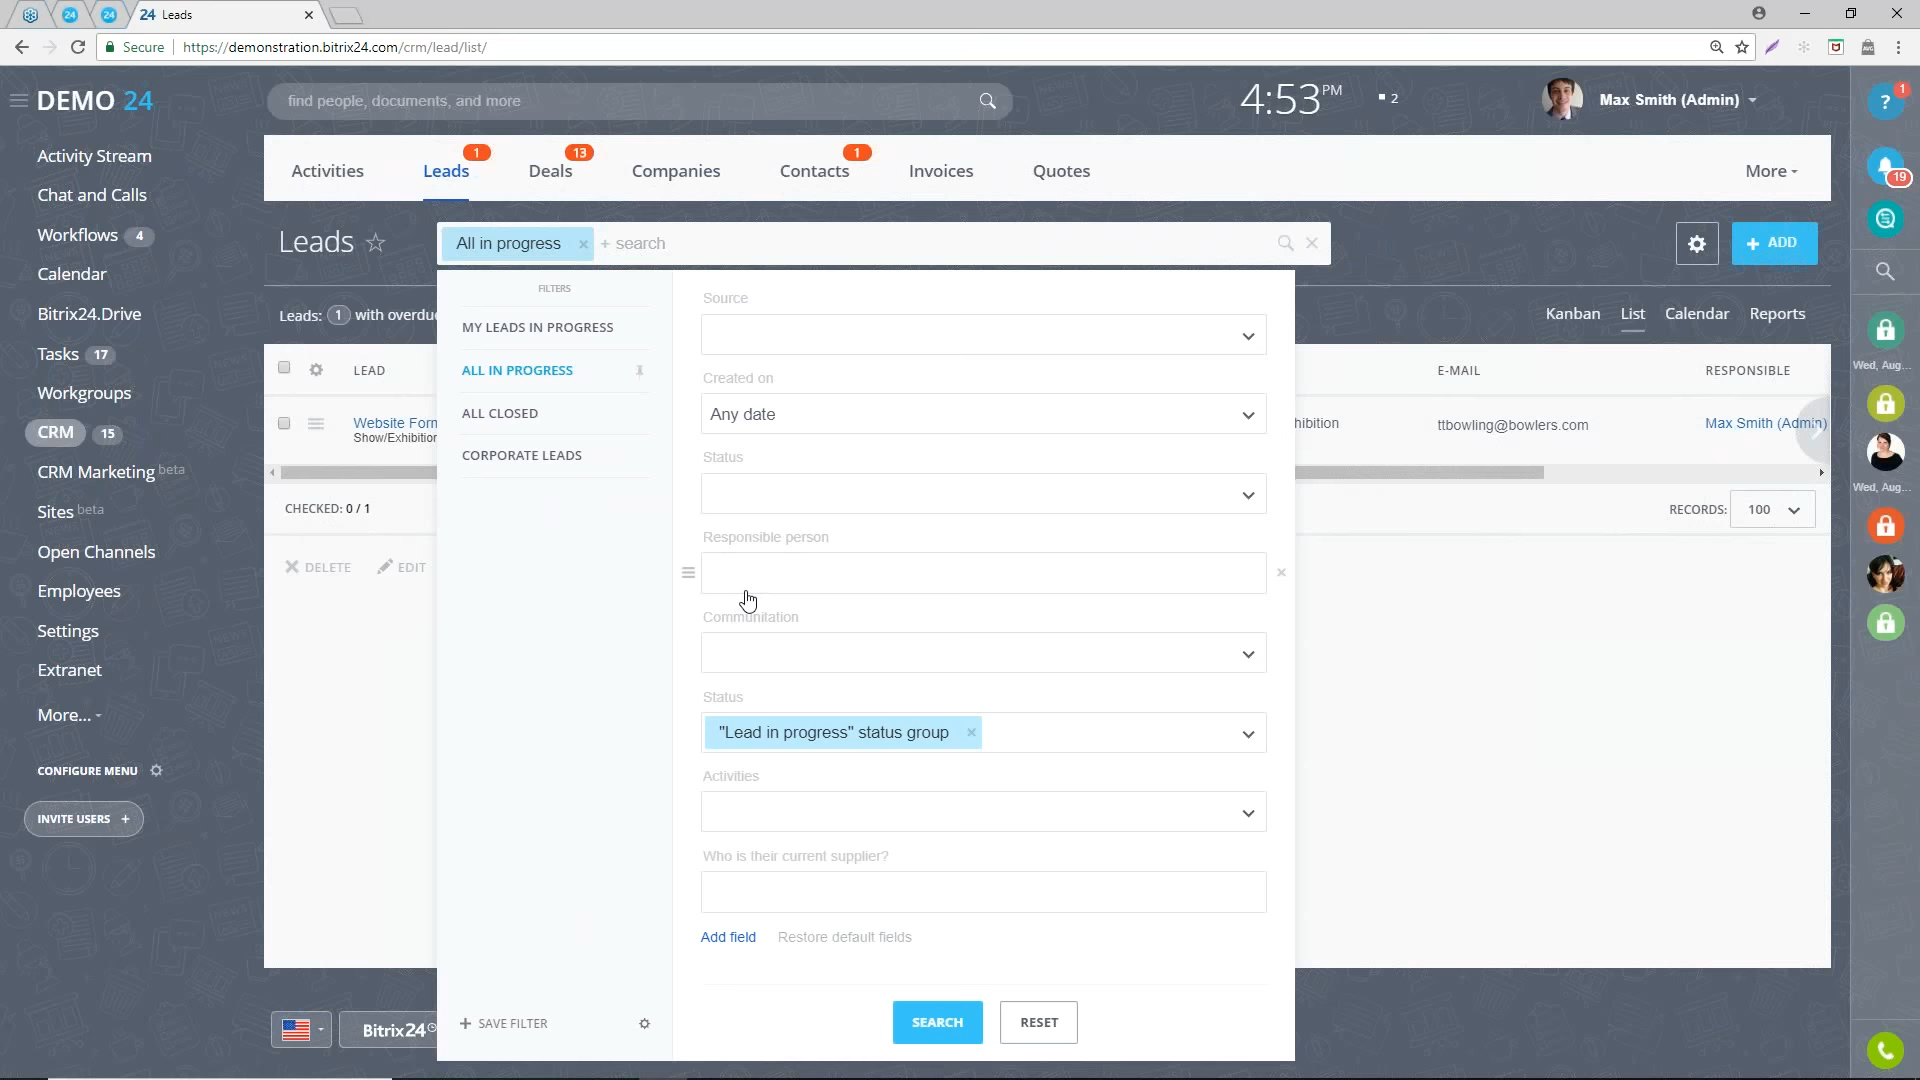 24 Leads
Secure https://demonstration.bitrix24.com/crm/lead/list/
DEMO 24
find people, documents, and more
4:53 PM
2
Max Smith (Admin)
? 1
19
Activity Stream
Chat and Calls
Workflows 4
Calendar
Bitrix24.Drive
Tasks 17
Workgroups
CRM 15
CRM Marketing beta
Sites beta
Open Channels
Employees
Settings
Extranet
More...
CONFIGURE MENU
INVITE USERS +
Activities
Leads 1
Deals 13
Companies
Contacts 1
Invoices
Quotes
More
Leads
All in progress × + search
+ ADD
Leads: 1 with overdu
Kanban List Calendar Reports
LEAD
E-MAIL
RESPONSIBLE
Website Form
Show/Exhibition
hibition
ttbowling@bowlers.com
Max Smith (Admin)
CHECKED: 0 / 1
RECORDS: 100
DELETE
EDIT
FILTERS
MY LEADS IN PROGRESS
ALL IN PROGRESS
ALL CLOSED
CORPORATE LEADS
+ SAVE FILTER
Source
Created on
Any date
Status
Responsible person
Communitation
Status
"Lead in progress" status group ×
Activities
Who is their current supplier?
Add field Restore default fields
SEARCH
RESET
Bitrix24
Wed, Aug...
Wed, Aug...
24
24
AVG